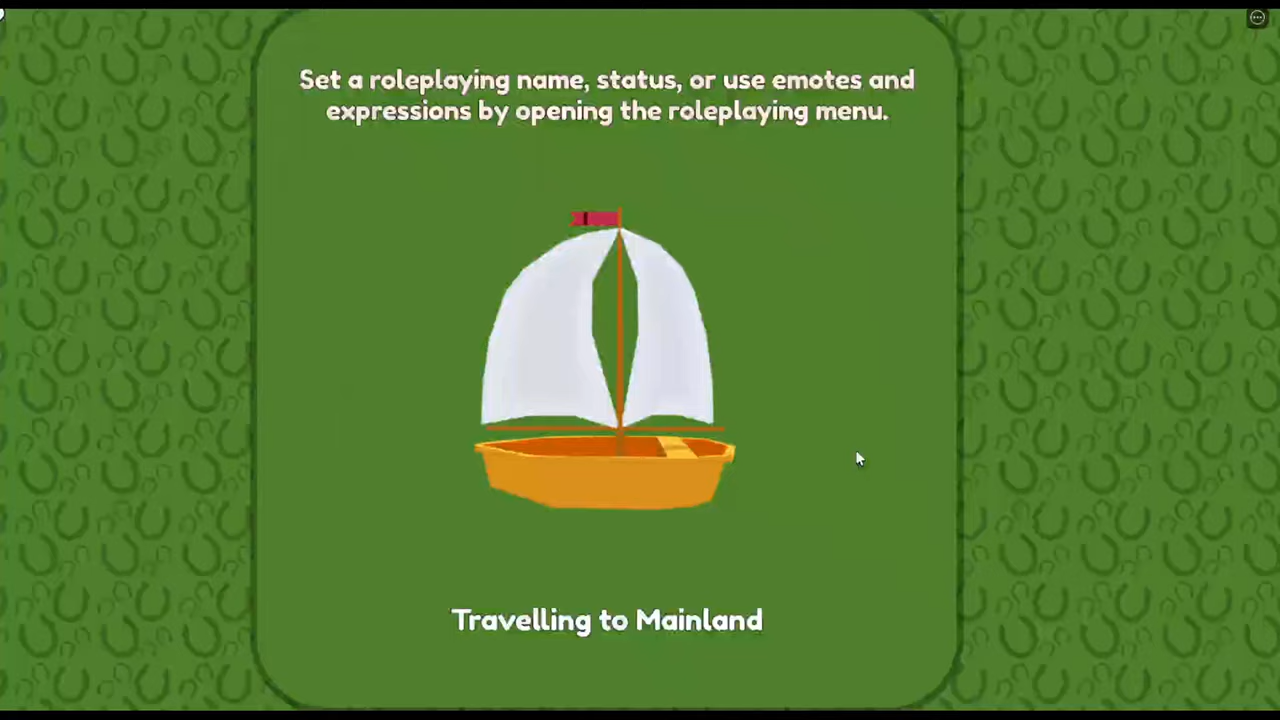 Set a roleplaying name, status, or use emotes and
expressions by opening the roleplaying menu.
Travelling to Mainland